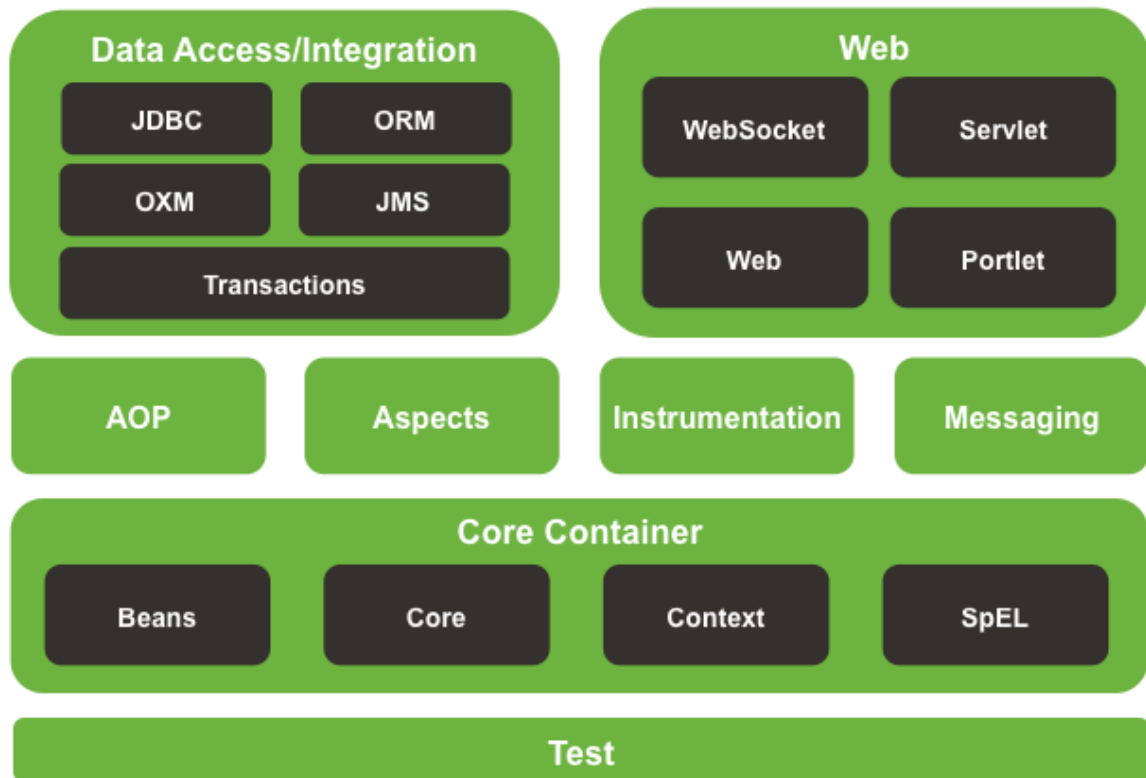 Data Access/Integration
JDBC
ORM
OXM
JMS
Transactions
Web
WebSocket
Servlet
Web
Portlet
AOP
Aspects
Instrumentation
Messaging
Core Container
Beans
Core
Context
SpEL
Test